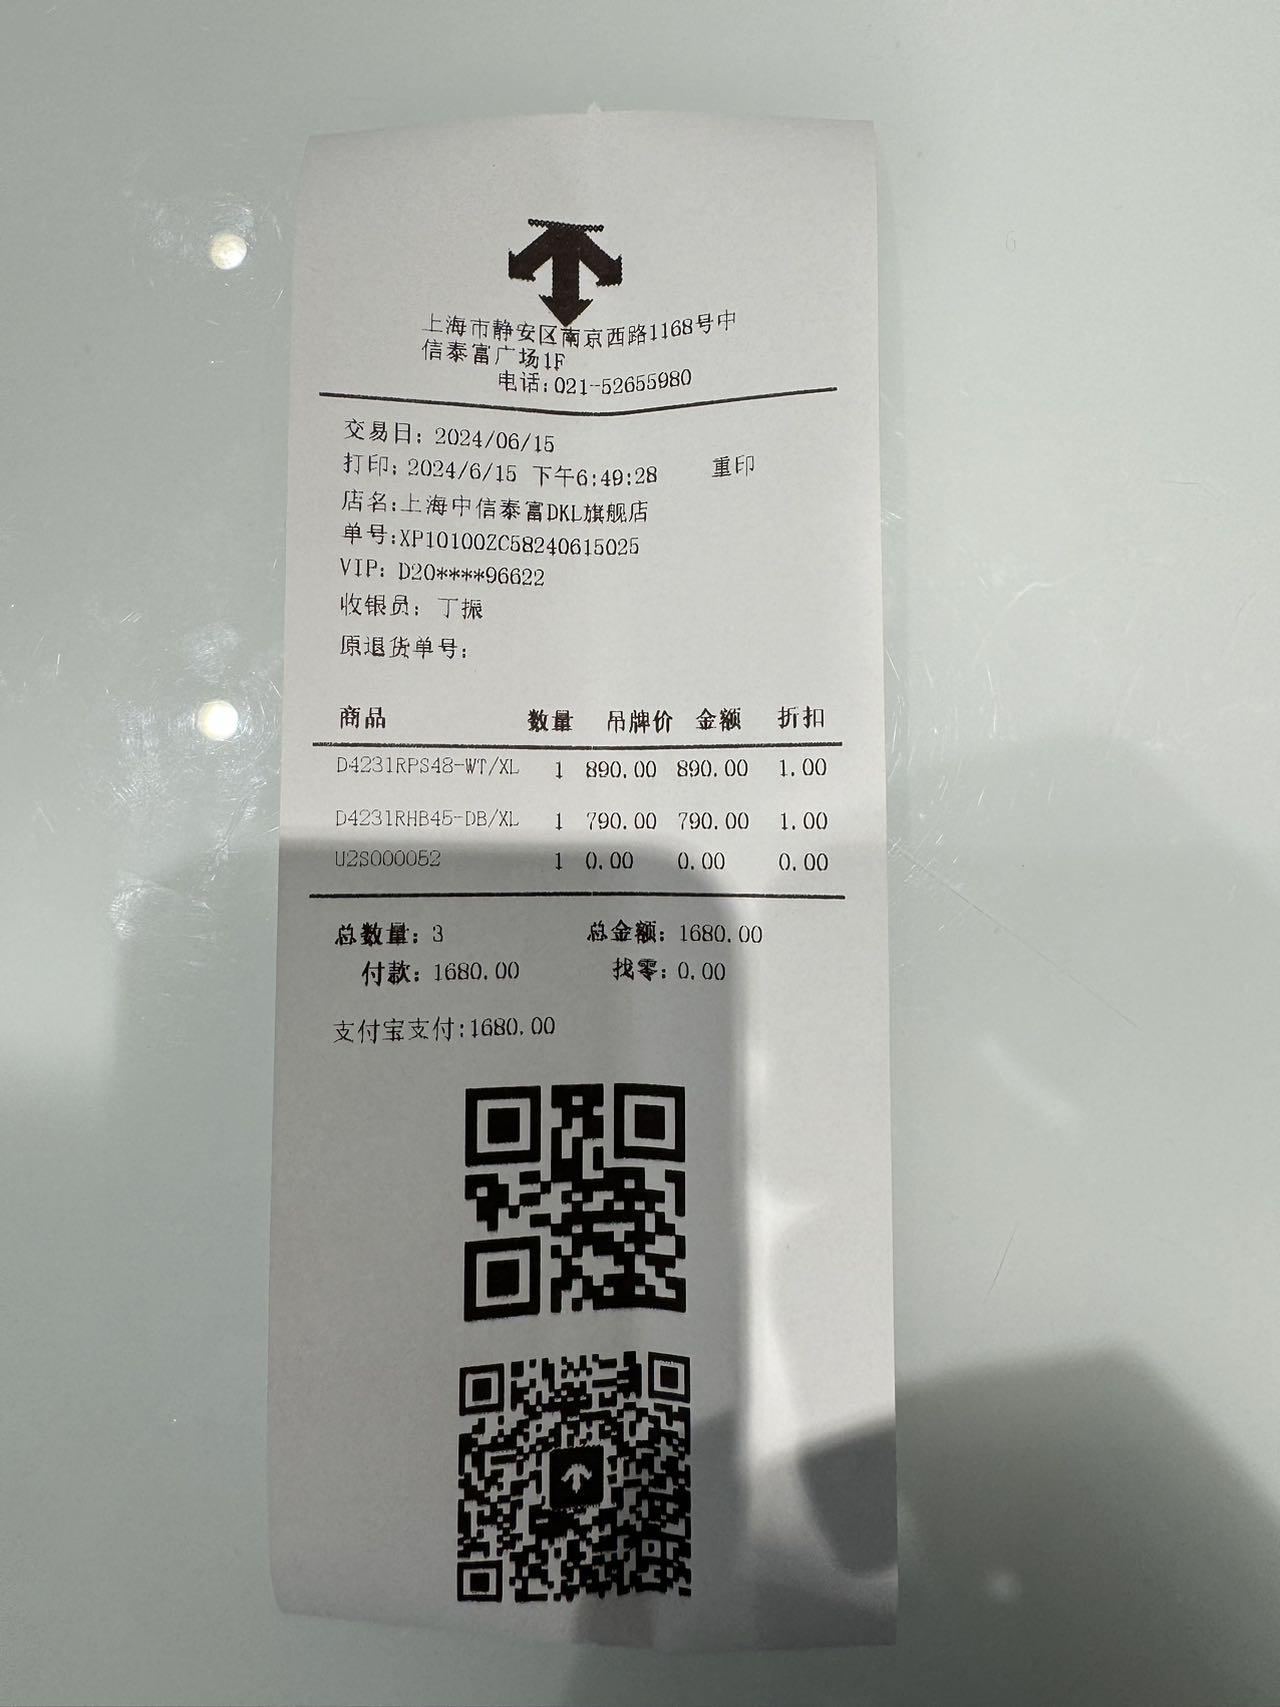 上海市静安区南京西路1168号中
信泰富广场1F
电话:021-52655980
交易日: 2024/06/15
打印: 2024/6/15 下午6:49:28 重印
店名:上海中信泰富DKL旗舰店
单号:XP10100ZC58240615025
VIP: D20****96622
收银员: 丁振
原退货单号:
商品 数量 吊牌价 金额 折扣
D4231RPS48-WT/XL 1 890.00 890.00 1.00
D4231RHB45-DB/XL 1 790.00 790.00 1.00
U2S000052 1 0.00 0.00 0.00
总数量: 3 总金额: 1680.00
付款: 1680.00 找零: 0.00
支付宝支付:1680.00